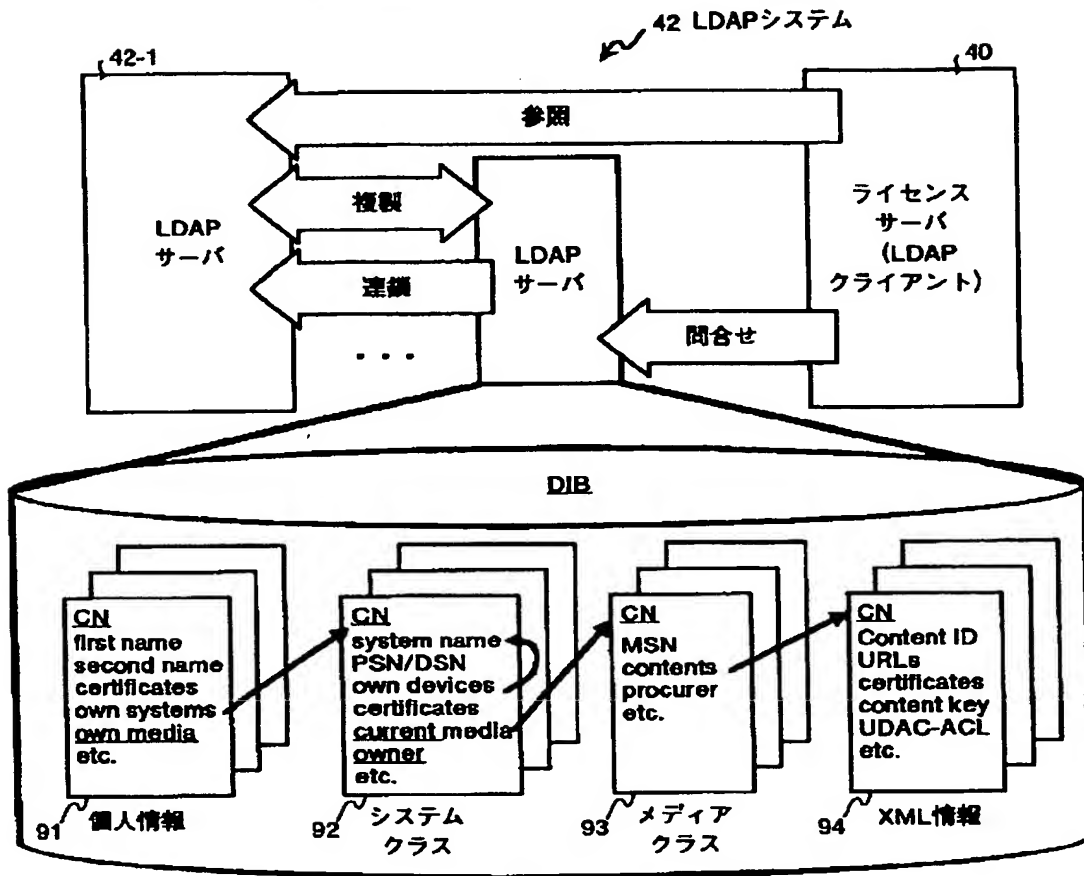 42 LDAPシステム
42-1
40
参照
複製
LDAP
サーバ
連鎖
LDAP
サーバ
ライセンス
サーバ
(LDAP
クライアント)
問合せ
...
DIB
CN
first name
second name
certificates
own systems
own media
etc.
91
個人情報
CN
system name
PSN/DSN
own devices
certificates
current media
owner
etc.
92
システム
クラス
CN
MSN
contents
procurer
etc.
93
メディア
クラス
CN
Content ID
URLs
certificates
content key
UDAC-ACL
etc.
94
XML情報